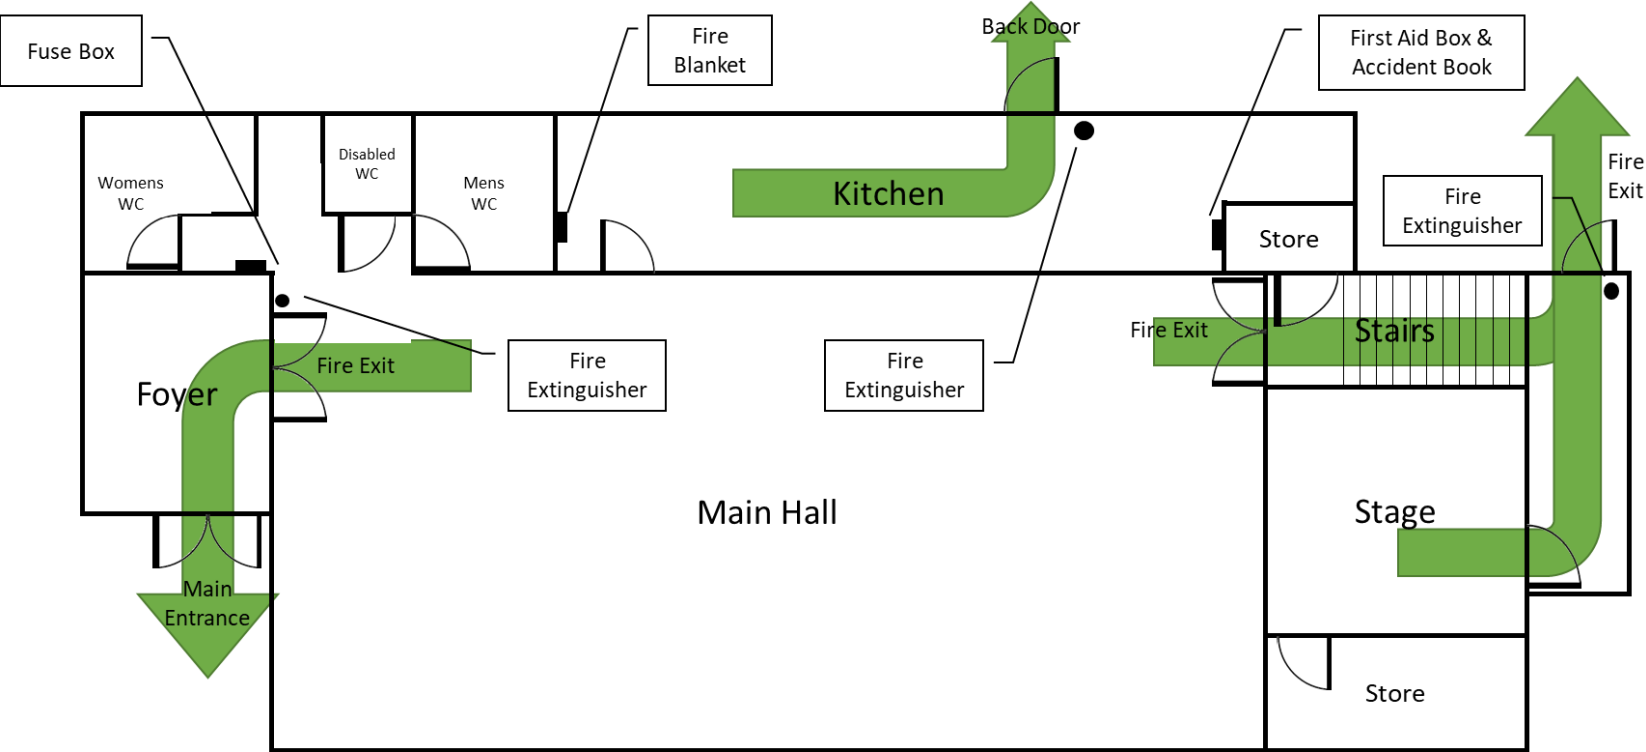 Back Door
Fuse Box
Fire
Blanket
First Aid Box &
Accident Book
Womens
WC
Disabled
WC
Mens
WC
Kitchen
Fire
Exit
Fire
Extinguisher
Store
Fire Exit
Stairs
Fire Exit
Foyer
Fire
Extinguisher
Fire
Extinguisher
Main Hall
Stage
Main
Entrance
Store